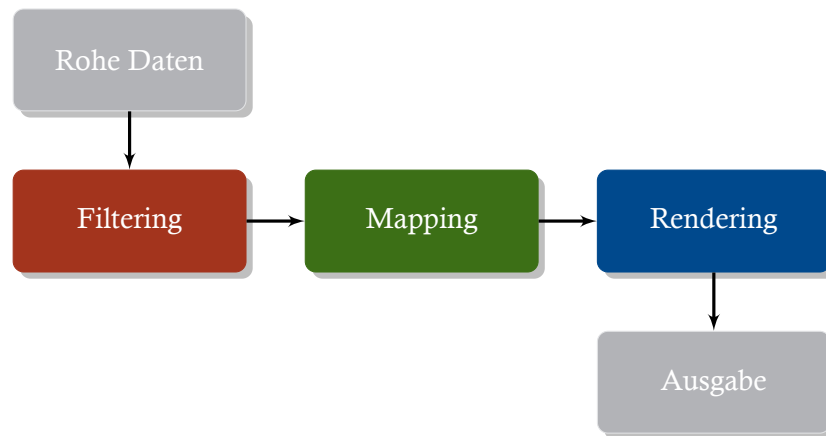 Rohe Daten
Filtering
Mapping
Rendering
Ausgabe